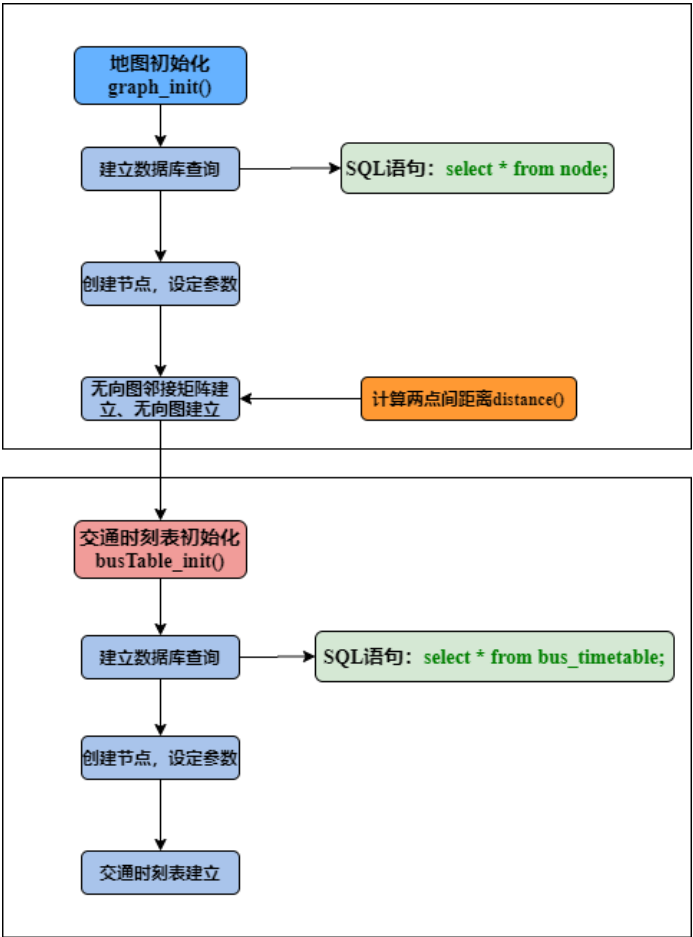 地图初始化
graph_init()
建立数据库查询
SQL语句：select * from node;
创建节点，设定参数
无向图邻接矩阵建
立、无向图建立
计算两点间距离distance()
交通时刻表初始化
busTable_init()
建立数据库查询
SQL语句：select * from bus_timetable;
创建节点，设定参数
交通时刻表建立